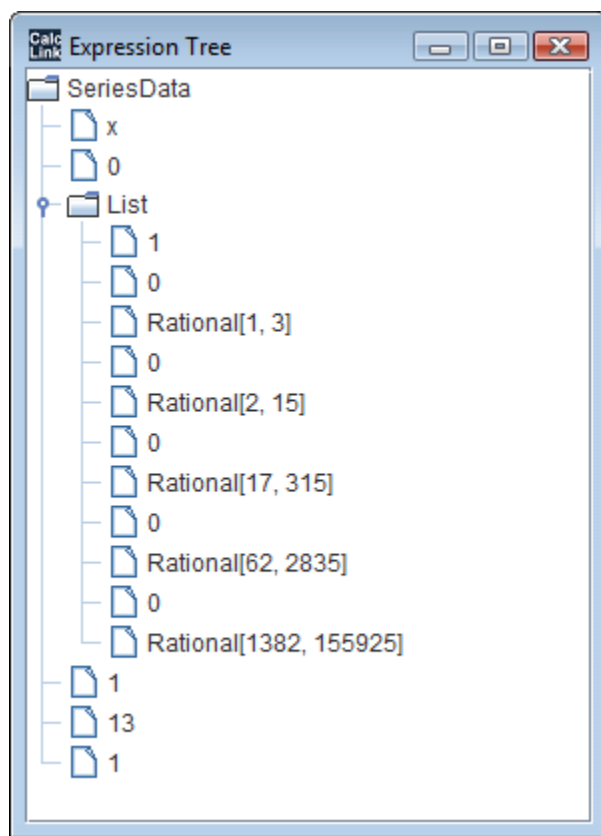 Calc Link Expression Tree
SeriesData
x
0
List
1
0
Rational[1, 3]
0
Rational[2, 15]
0
Rational[17, 315]
0
Rational[62, 2835]
0
Rational[1382, 155925]
1
13
1